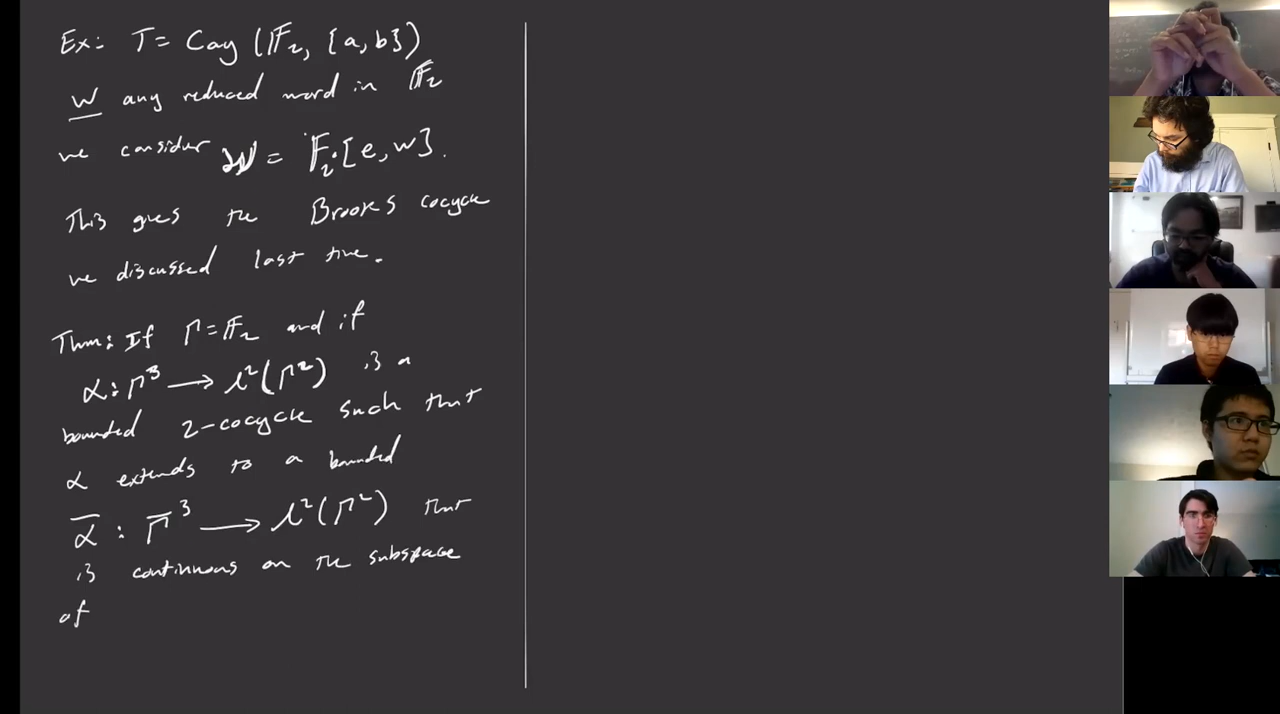 Ex: T = Cay (𝔽₂, {a,b})
w any reduced word in 𝔽₂
we consider 𝒲 = 𝔽₂·[e,w].
This gives the Brooks cocycle
we discussed last time.
Thm: If Γ=𝔽₂ and if
α: Γ³ → ℓ²(Γ²) is a
bounded 2-cocycle such that
α extends to a bounded
ᾱ : Γ̄³ → ℓ²(Γ²) that
is continuous on the subspace
of